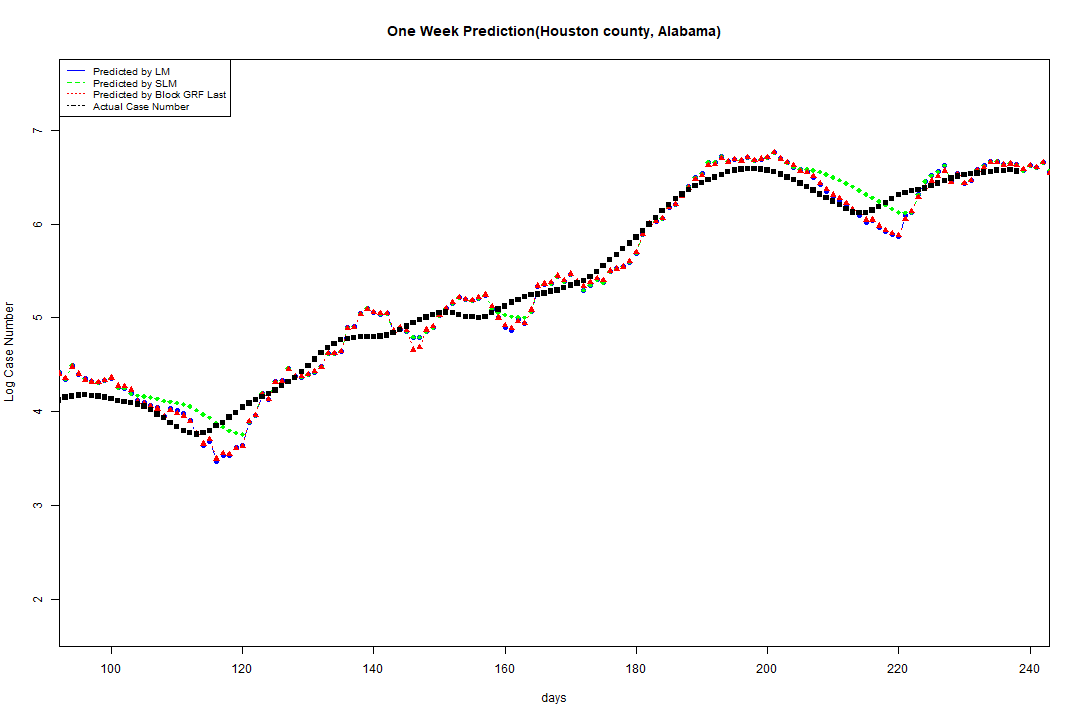 One Week Prediction(Houston county, Alabama)
Predicted by LM
Predicted by SLM
Predicted by Block GRF Last
Actual Case Number
7
6
5
4
3
2
Log Case Number
100 120 140 160 180 200 220 240
days